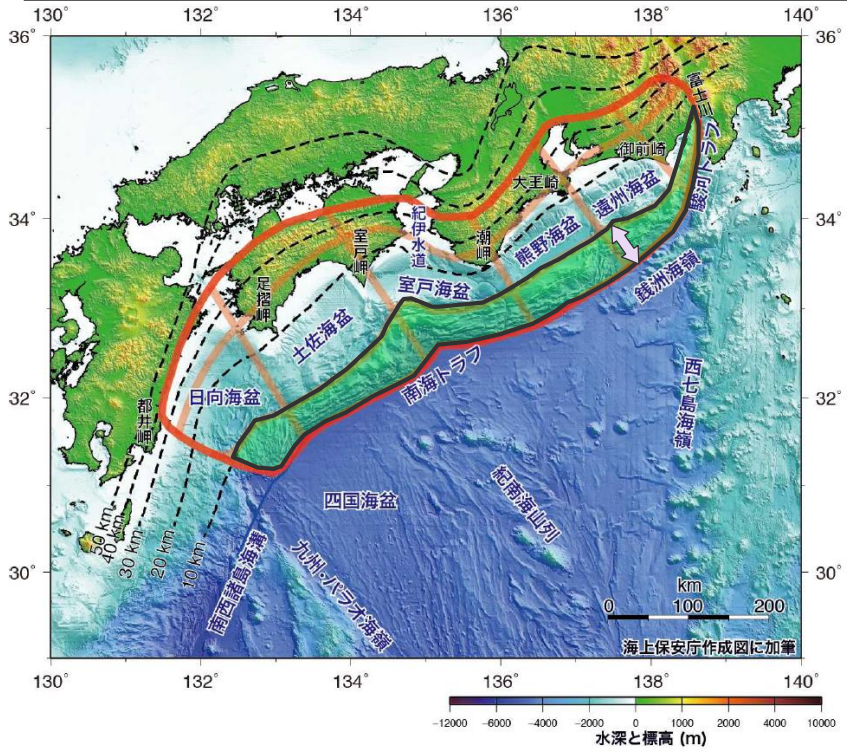 130° 132° 134° 136° 138° 140°
36° 36°
富士山
駿河トラフ
御前崎
大王崎
遠州海盆
34° 34°
紀伊水道
潮岬
熊野海盆
室戸岬
室戸海盆
銭洲海嶺
足摺岬
土佐海盆
南海トラフ
西七島海嶺
32° 32°
日向海盆
都井岬
紀南海山列
四国海盆
50 km
40 km
30 km
20 km
10 km
南西諸島海溝
九州・パラオ海嶺
30° 30°
km
0 100 200
海上保安庁作成図に加筆
130° 132° 134° 136° 138° 140°
−12000 −6000 −4000 −2000 0 1000 2000 4000 10000
水深と標高 (m)